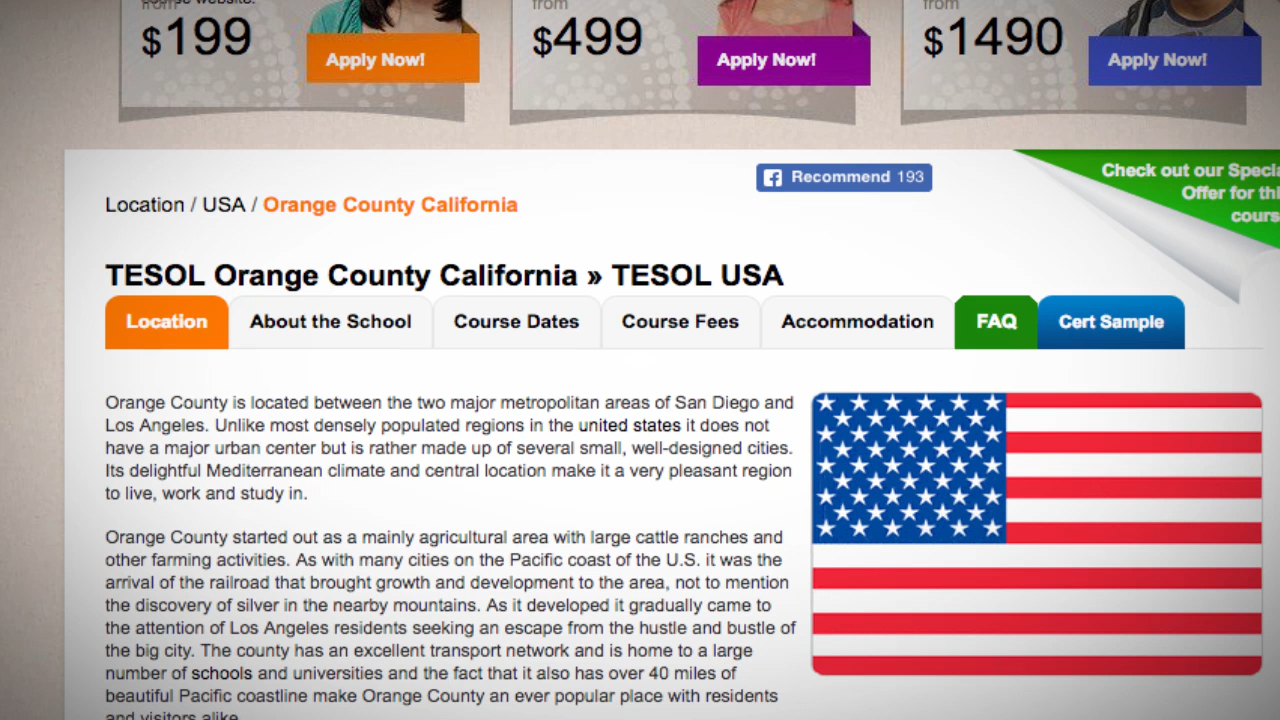 course website.
from
from
from
$199
$499
$1490
Apply Now!
Apply Now!
Apply Now!
Recommend 193
Check out our
Offer for
Location / USA / Orange County California
TESOL Orange County California » TESOL USA
Location
About the School
Course Dates
Course Fees
Accommodation
FAQ
Cert Sample
Orange County is located between the two major metropolitan areas of San Diego and
Los Angeles. Unlike most densely populated regions in the united states it does not
have a major urban center but is rather made up of several small, well-designed cities.
Its delightful Mediterranean climate and central location make it a very pleasant region
to live, work and study in.
Orange County started out as a mainly agricultural area with large cattle ranches and
other farming activities. As with many cities on the Pacific coast of the U.S. it was the
arrival of the railroad that brought growth and development to the area, not to mention
the discovery of silver in the nearby mountains. As it developed it gradually came to
the attention of Los Angeles residents seeking an escape from the hustle and bustle of
the big city. The county has an excellent transport network and is home to a large
number of schools and universities and the fact that it also has over 40 miles of
beautiful Pacific coastline make Orange County an ever popular place with residents
and visitors alike.